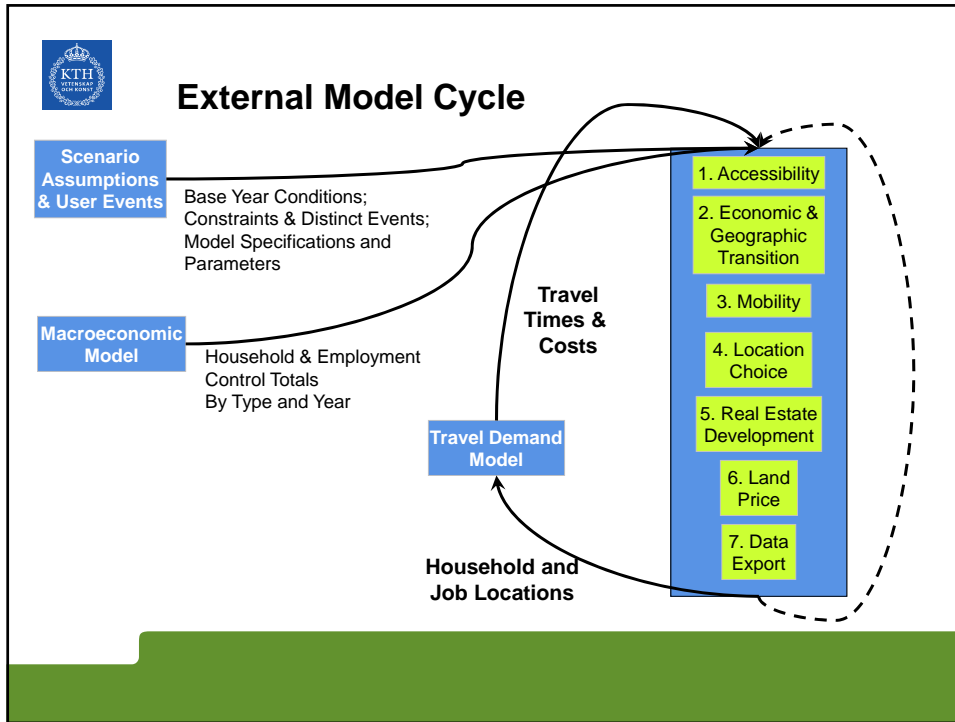 KTH
VETENSKAP
OCH KONST
External Model Cycle
Scenario
Assumptions
& User Events
Base Year Conditions;
Constraints & Distinct Events;
Model Specifications and
Parameters
Macroeconomic
Model
Household & Employment
Control Totals
By Type and Year
Travel
Times &
Costs
Travel Demand
Model
Household and
Job Locations
1. Accessibility
2. Economic &
Geographic
Transition
3. Mobility
4. Location
Choice
5. Real Estate
Development
6. Land
Price
7. Data
Export